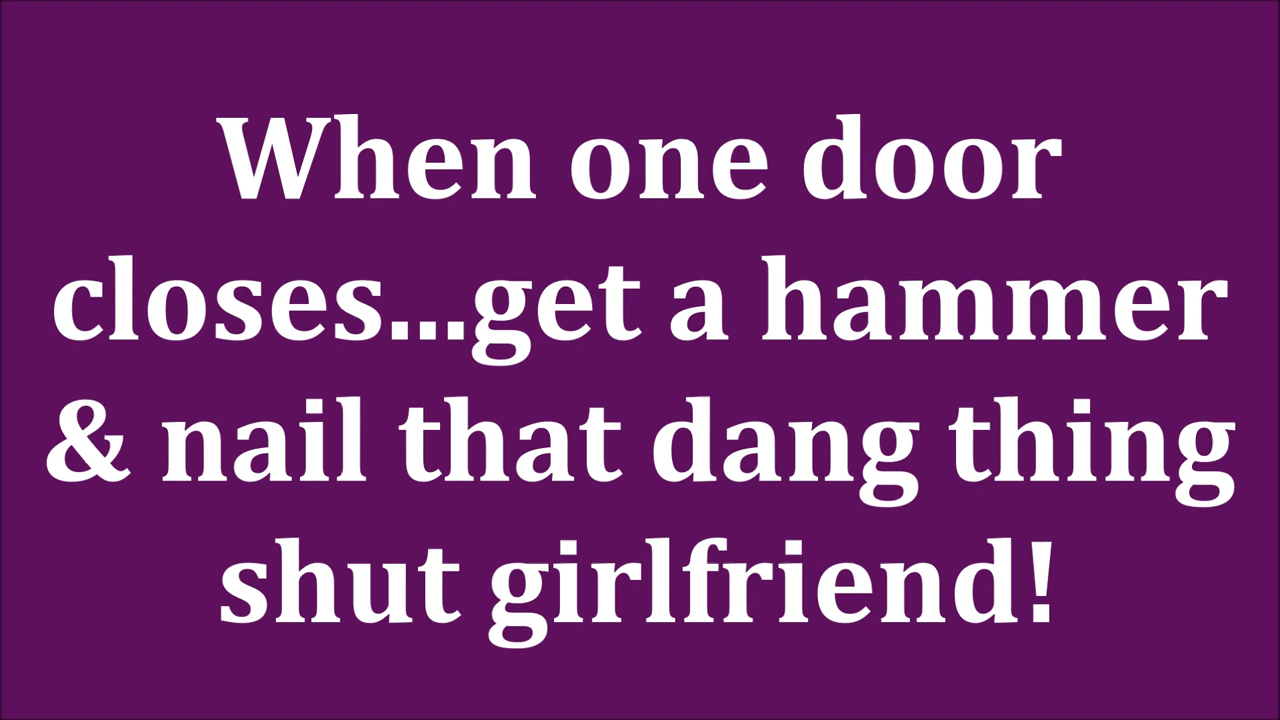 When one door
closes...get a hammer
& nail that dang thing
shut girlfriend!